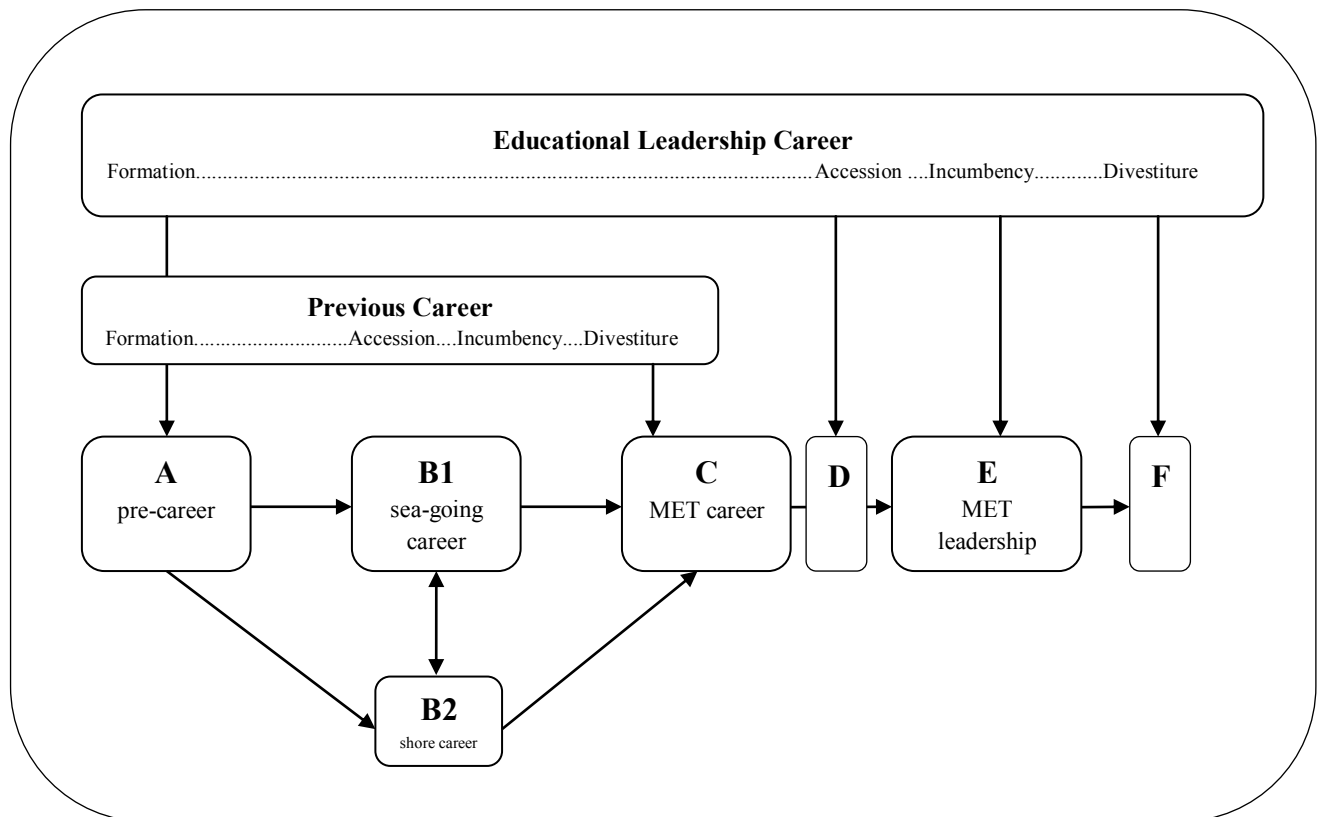 Educational Leadership Career
Formation.....................................................................................................................Accession ....Incumbency.............Divestiture
Previous Career
Formation.............................Accession....Incumbency....Divestiture
A
pre-career
B1
sea-going
career
C
MET career
D
E
MET
leadership
F
B2
shore career